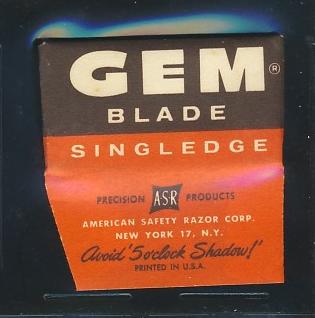 GEM®
BLADE
SINGLEDGE
PRECISION ASR PRODUCTS
AMERICAN SAFETY RAZOR CORP.
NEW YORK 17, N.Y.
Avoid '5 o'clock Shadow!'
PRINTED IN U.S.A.